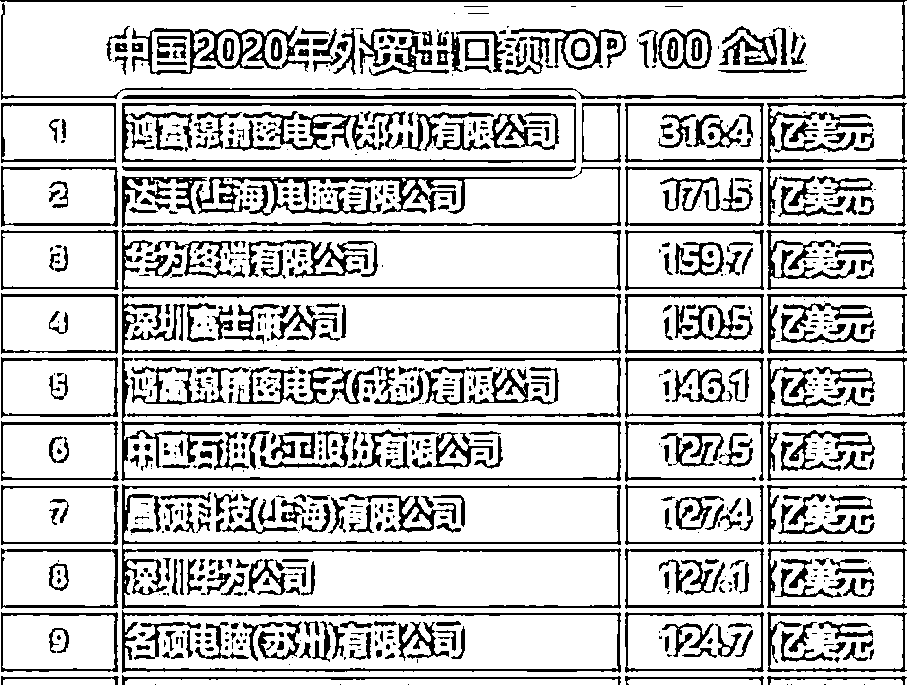 中国2020年外贸出口额TOP 100 企业
1 鸿富锦精密电子(郑州)有限公司 316.4 亿美元
2 达丰(上海)电脑有限公司 171.5 亿美元
3 华为终端有限公司 159.7 亿美元
4 深圳富士康公司 150.5 亿美元
5 鸿富锦精密电子(成都)有限公司 146.1 亿美元
6 中国石油化工股份有限公司 127.5 亿美元
7 昌硕科技(上海)有限公司 127.4 亿美元
8 深圳华为公司 127.1 亿美元
9 名硕电脑(苏州)有限公司 124.7 亿美元